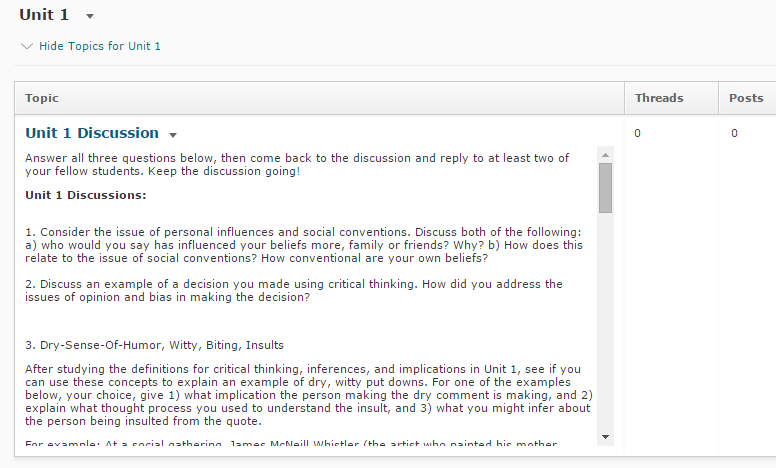 Unit 1
Hide Topics for Unit 1
Topic Threads Posts
Unit 1 Discussion 0 0
Answer all three questions below, then come back to the discussion and reply to at least two of
your fellow students. Keep the discussion going!
Unit 1 Discussions:
1. Consider the issue of personal influences and social conventions. Discuss both of the following:
a) who would you say has influenced your beliefs more, family or friends? Why? b) How does this
relate to the issue of social conventions? How conventional are your own beliefs?
2. Discuss an example of a decision you made using critical thinking. How did you address the
issues of opinion and bias in making the decision?
3. Dry-Sense-Of-Humor, Witty, Biting, Insults
After studying the definitions for critical thinking, inferences, and implications in Unit 1, see if you
can use these concepts to explain an example of dry, witty put downs. For one of the examples
below, your choice, give 1) what implication the person making the dry comment is making, and 2)
explain what thought process you used to understand the insult, and 3) what you might infer about
the person being insulted from the quote.
For example: At a social gathering, James McNeill Whistler (the artist who painted his mother